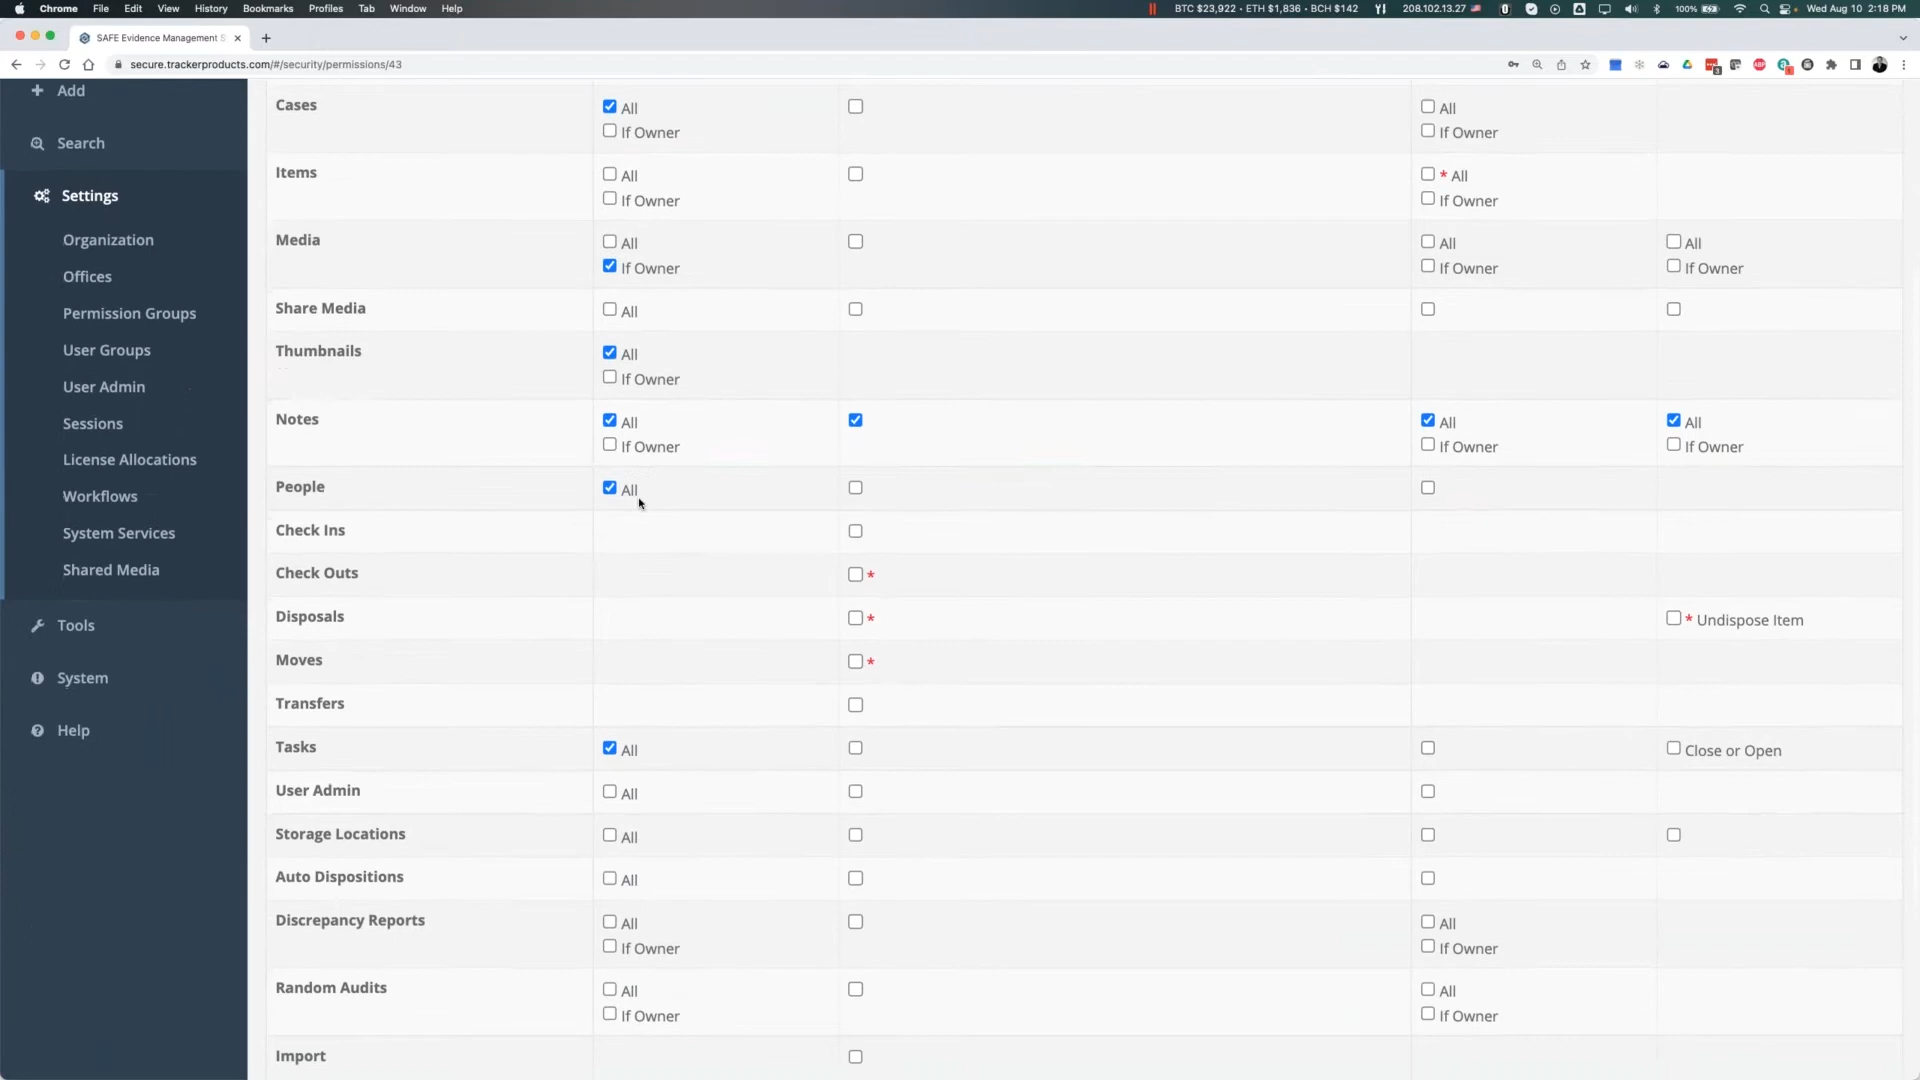 Chrome File Edit View History Bookmarks Profiles Tab Window Help BTC $23,922 • ETH $1,836 • BCH $142 208.102.13.27 100% Wed Aug 10 2:18 PM
SAFE Evidence Management S
secure.trackerproducts.com/#/security/permissions/43
Add
Search
Settings
Organization
Offices
Permission Groups
User Groups
User Admin
Sessions
License Allocations
Workflows
System Services
Shared Media
Tools
System
Help
Cases All All
If Owner If Owner
Items All * All
If Owner If Owner
Media All All All
If Owner If Owner If Owner
Share Media All
Thumbnails All
If Owner
Notes All All All
If Owner If Owner If Owner
People All
Check Ins
Check Outs *
Disposals * * Undispose Item
Moves *
Transfers
Tasks All Close or Open
User Admin All
Storage Locations All
Auto Dispositions All
Discrepancy Reports All All
If Owner If Owner
Random Audits All All
If Owner If Owner
Import